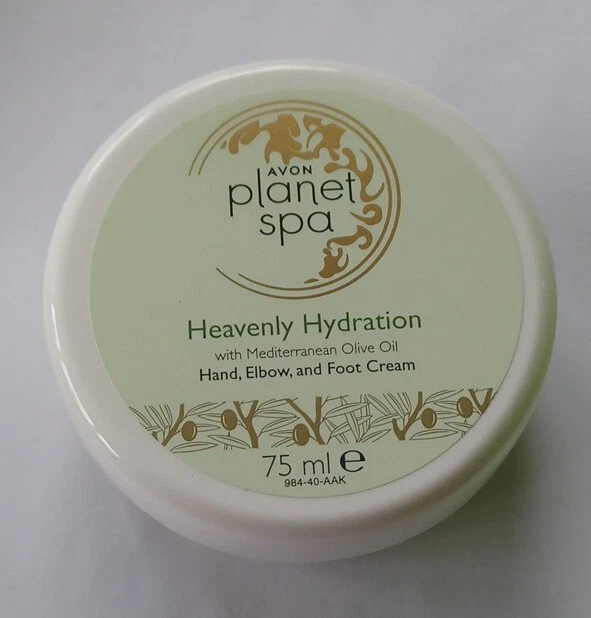 AVON
planet
spa
Heavenly Hydration
with Mediterranean Olive Oil
Hand, Elbow, and Foot Cream
75 ml ℮
984-40-AAK